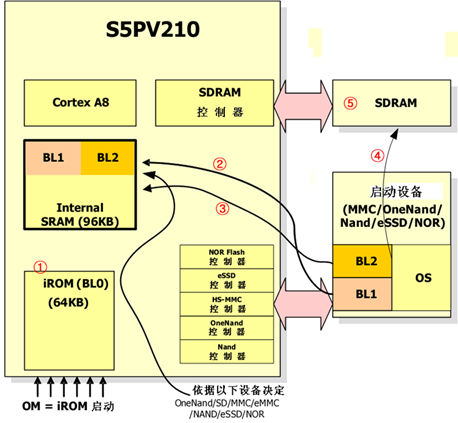 S5PV210
Cortex A8
SDRAM
控制器
⑤
SDRAM
BL1
BL2
②
④
Internal
SRAM (96KB)
③
启动设备
(MMC/OneNand/
Nand/eSSD/NOR)
BL2
OS
BL1
①
iROM (BL0)
(64KB)
NOR Flash
控制器
eSSD
控制器
HS-MMC
控制器
OneNand
控制器
Nand
控制器
OM = iROM 启动
依据以下设备决定
OneNand/SD/MMC/eMMC
/NAND/eSSD/NOR